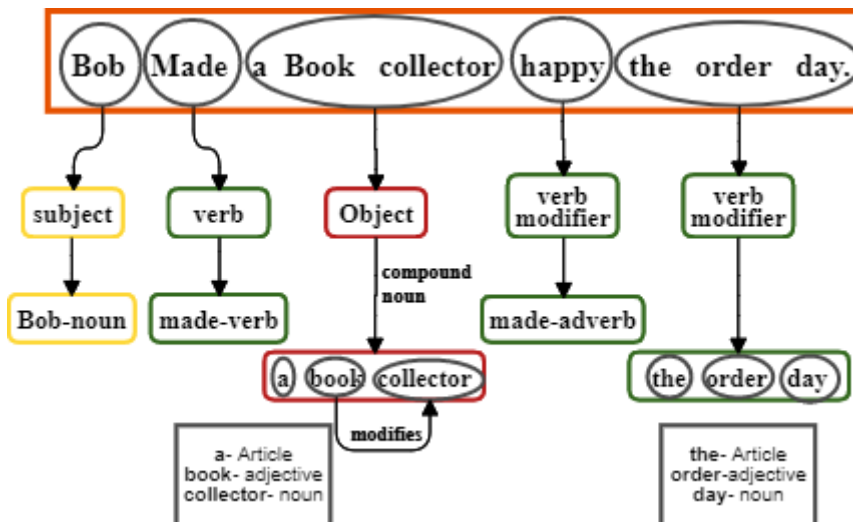 Bob Made a Book collector happy the order day.
subject
verb
Object
verb
modifier
verb
modifier
compound
noun
Bob-noun
made-verb
made-adverb
a book collector
the order day
modifies
a- Article
book- adjective
collector- noun
the- Article
order-adjective
day- noun